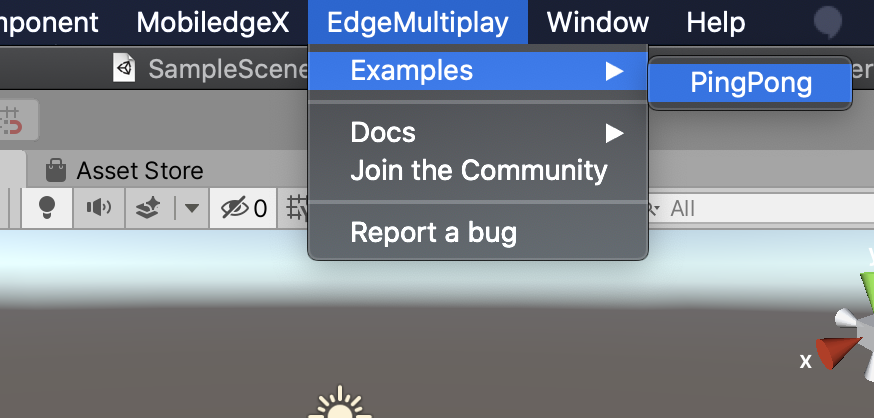 mponent MobiledgeX EdgeMultiplay Window Help
SampleScene
Examples
PingPong
Docs
Join the Community
Report a bug
Asset Store
0
All
x
y